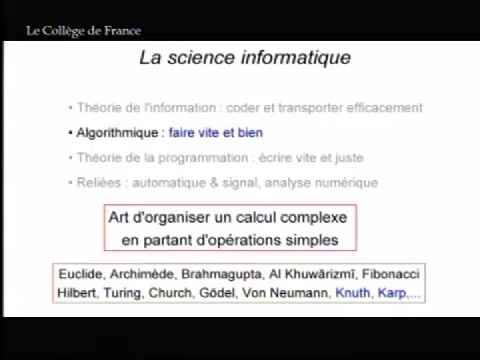 Le Collège de France
La science informatique
• Théorie de l'information : coder et transporter efficacement
• Algorithmique : faire vite et bien
• Théorie de la programmation : écrire vite et juste
• Reliées : automatique & signal, analyse numérique
Art d'organiser un calcul complexe
en partant d'opérations simples
Euclide, Archimède, Brahmagupta, Al Khuwârizmî, Fibonacci
Hilbert, Turing, Church, Gödel, Von Neumann, Knuth, Karp,...